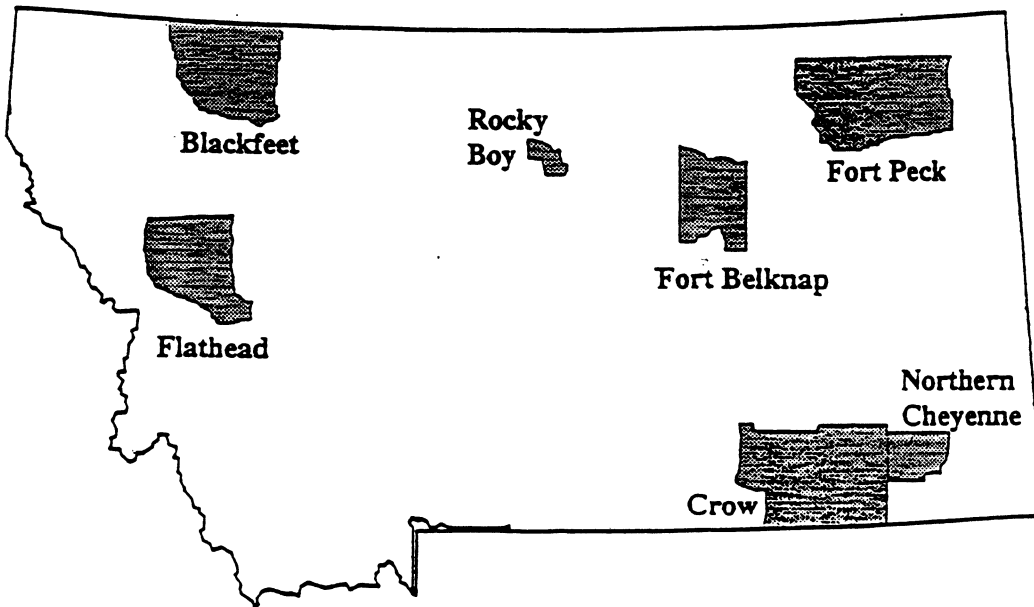 Blackfeet
Rocky
Boy
Fort Peck
Fort Belknap
Flathead
Northern
Cheyenne
Crow